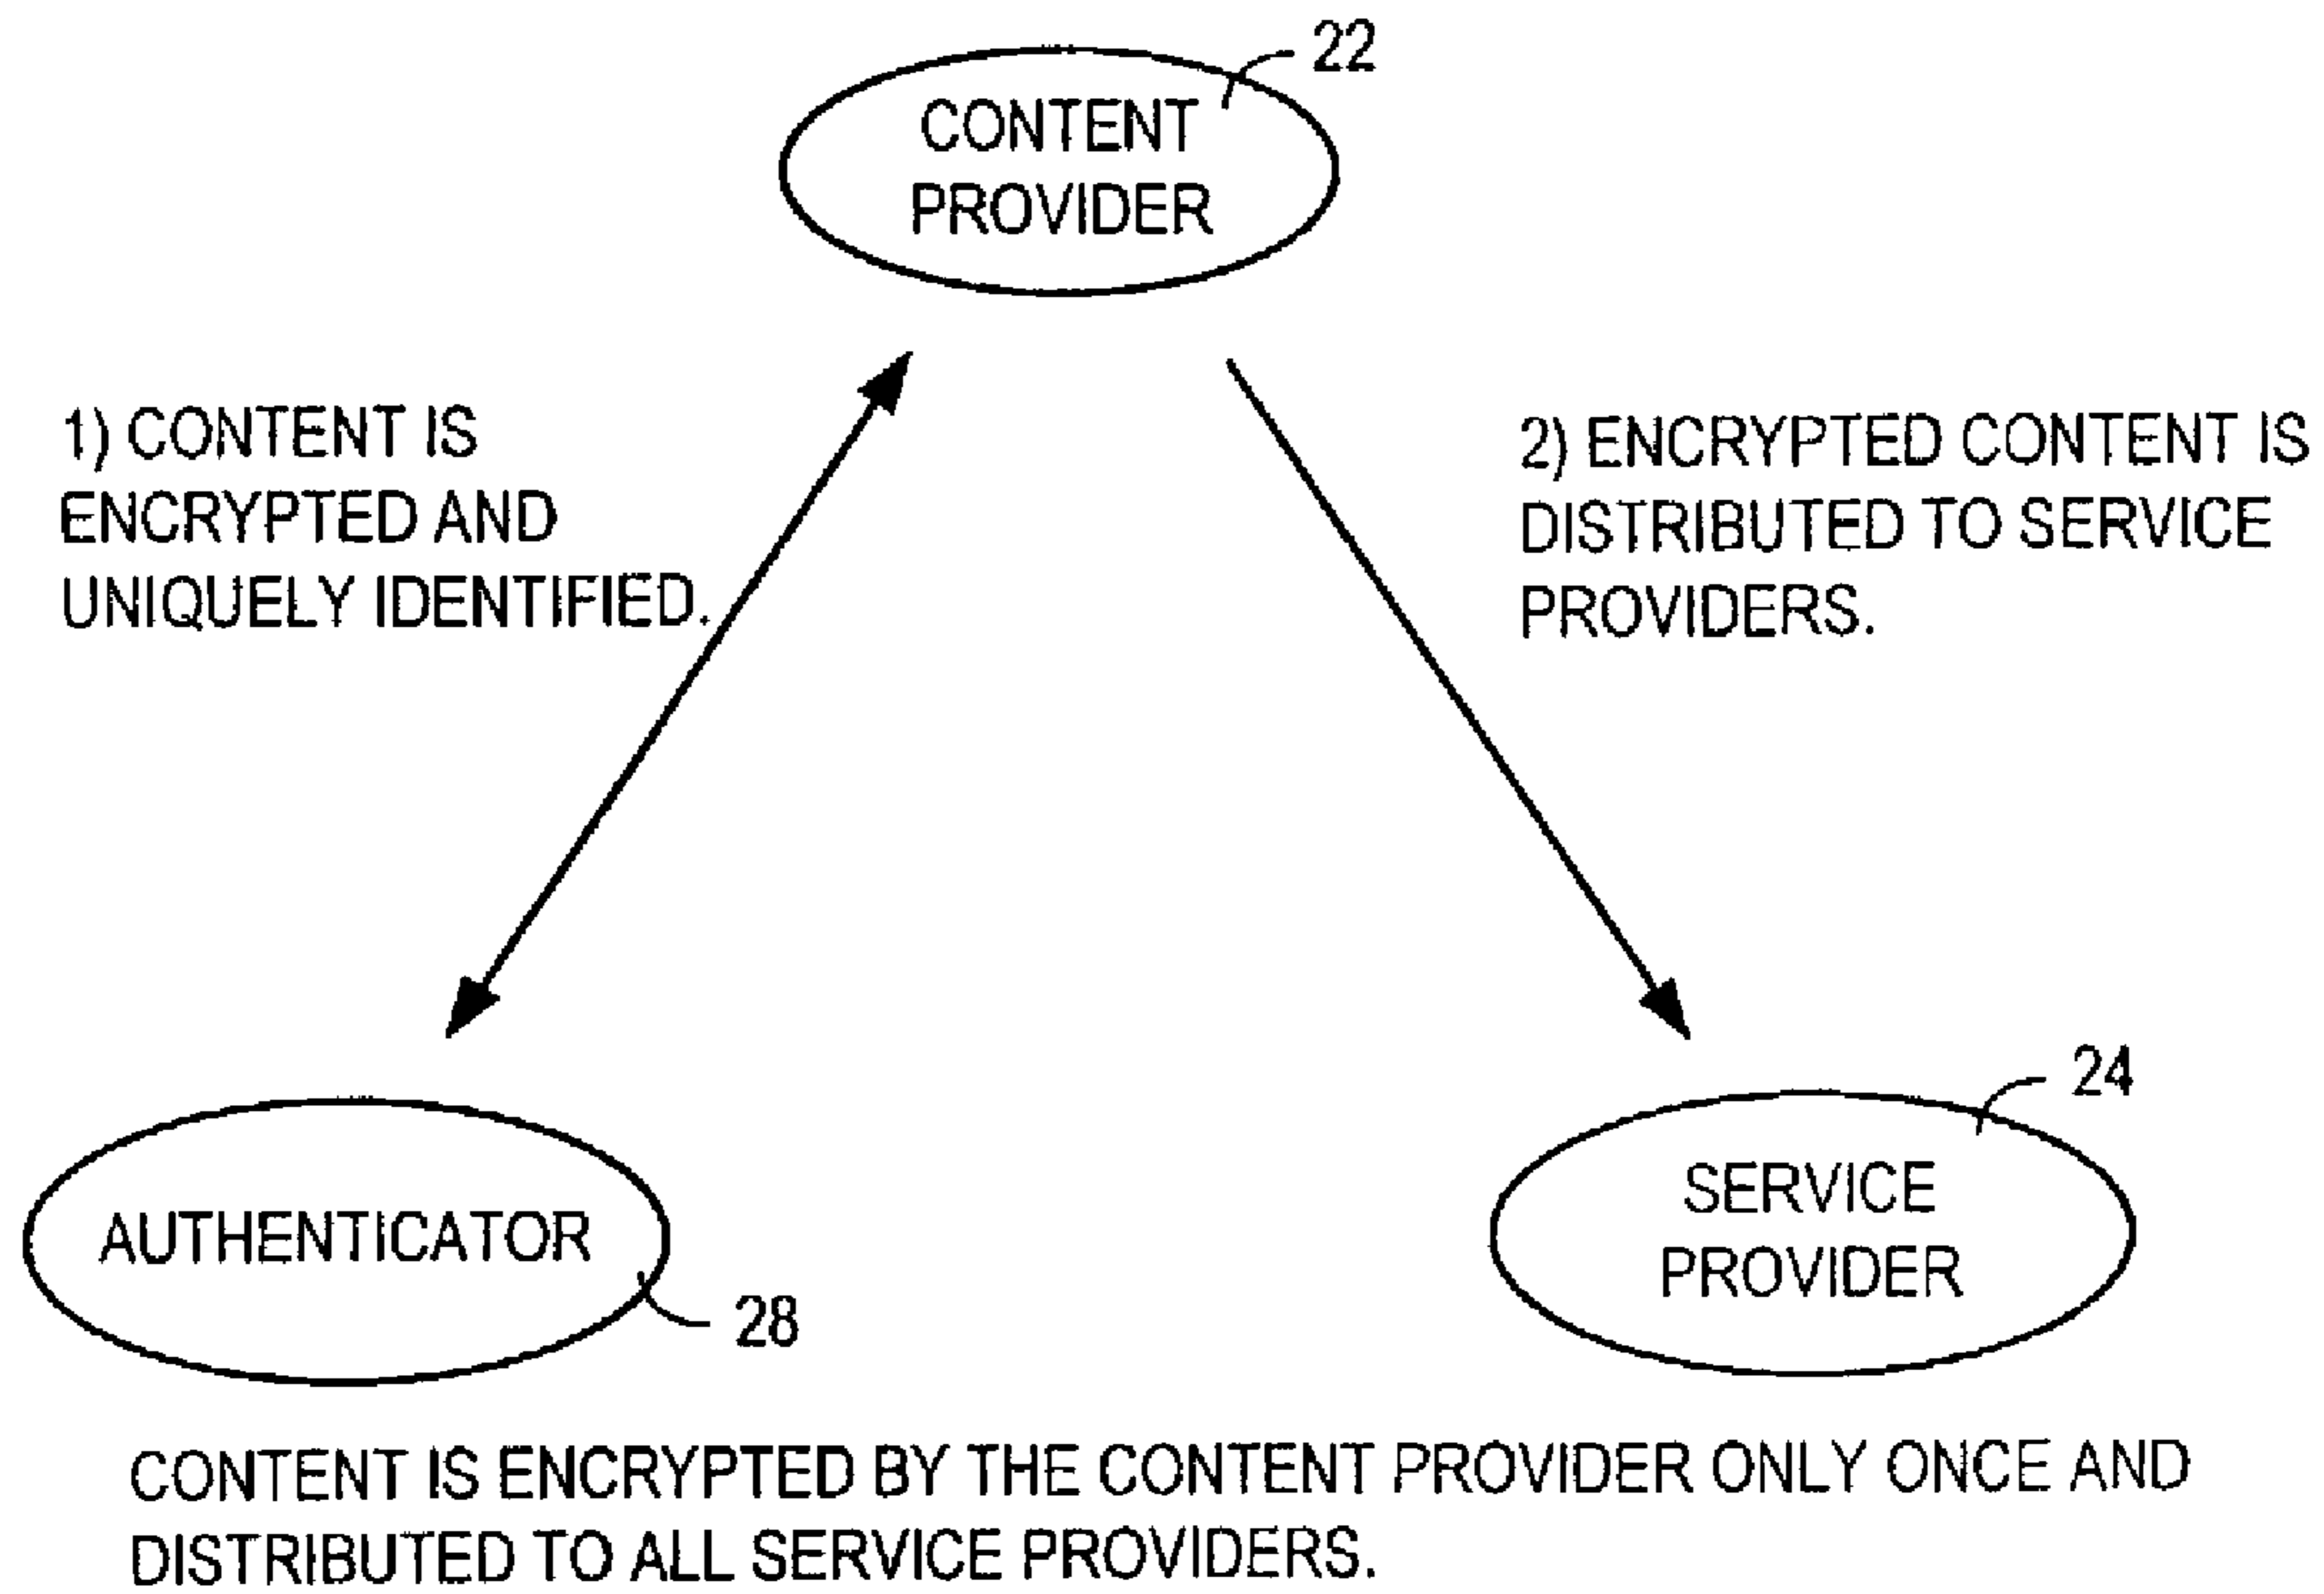 22
CONTENT
PROVIDER
1) CONTENT IS
ENCRYPTED AND
UNIQUELY IDENTIFIED.
2) ENCRYPTED CONTENT IS
DISTRIBUTED TO SERVICE
PROVIDERS.
AUTHENTICATOR
28
24
SERVICE
PROVIDER
CONTENT IS ENCRYPTED BY THE CONTENT PROVIDER ONLY ONCE AND
DISTRIBUTED TO ALL SERVICE PROVIDERS.